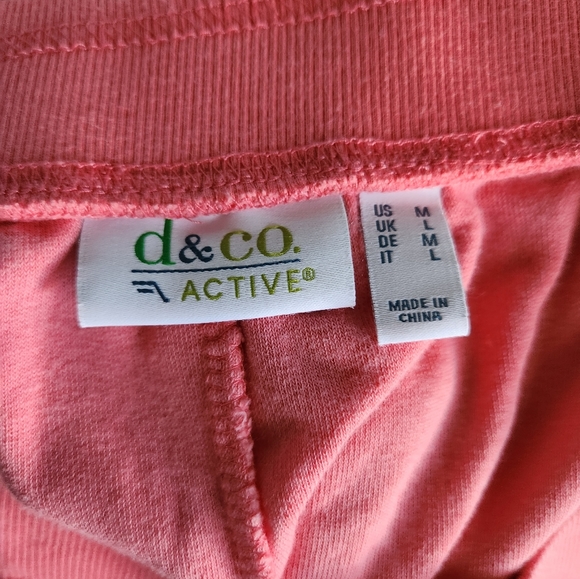 d&co.
ACTIVE®
US M
UK L
DE M
IT L
MADE IN
CHINA